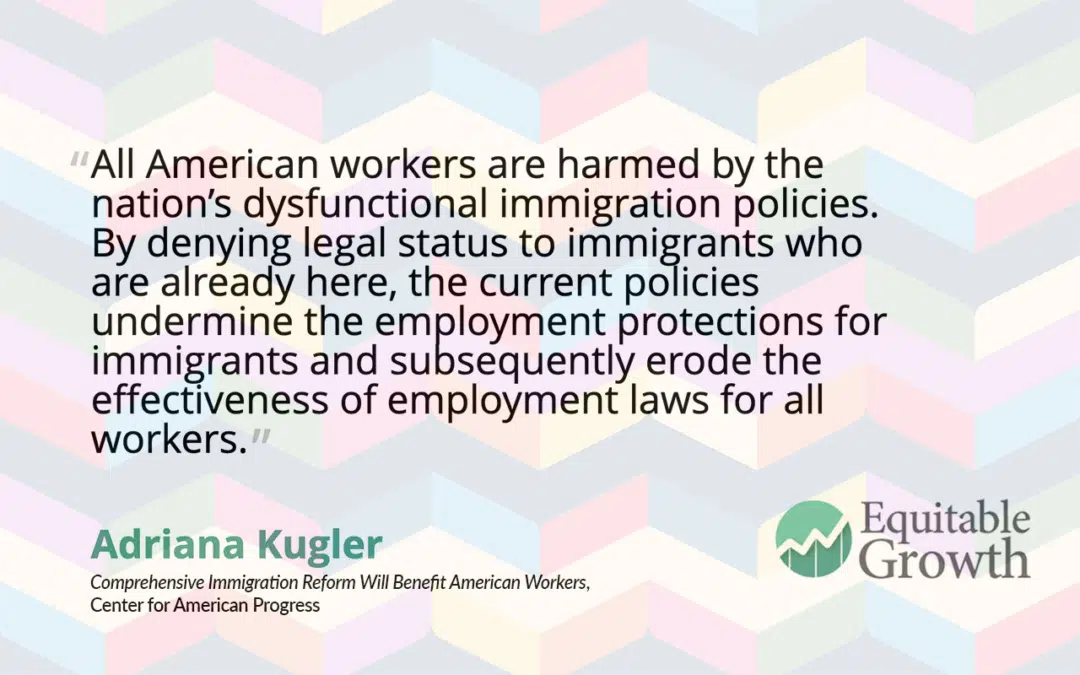 “All American workers are harmed by the
nation’s dysfunctional immigration policies.
By denying legal status to immigrants who
are already here, the current policies
undermine the employment protections for
immigrants and subsequently erode the
effectiveness of employment laws for all
workers.”
Adriana Kugler
Comprehensive Immigration Reform Will Benefit American Workers,
Center for American Progress
Equitable
Growth